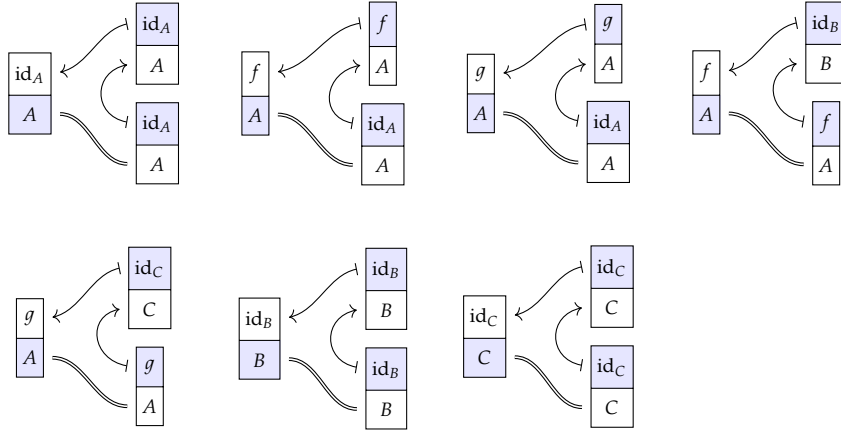 id_A f g id_B
id_A A f A g A f B
A id_A A id_A A id_A A f
A A A A
id_C id_B id_C
g C id_B B id_C C
A g B id_B C id_C
A B C